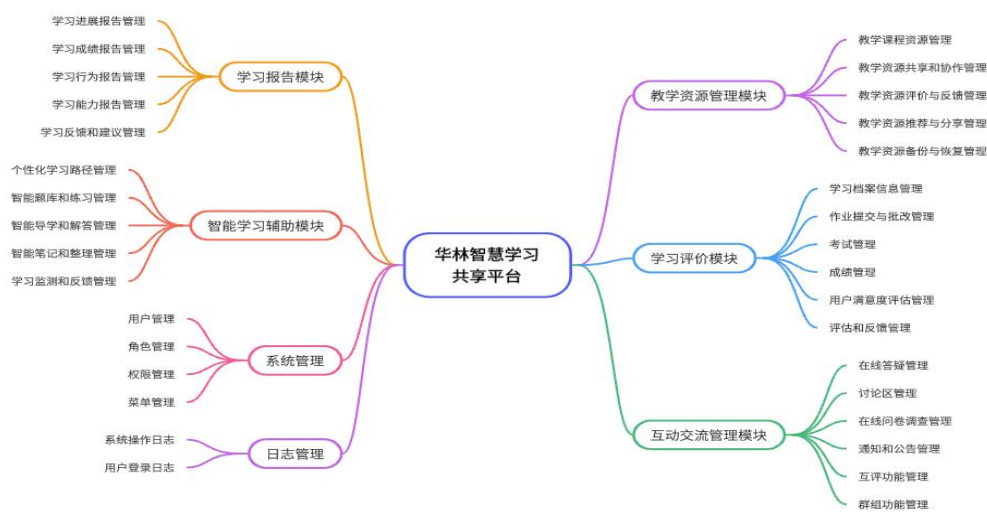 华林智慧学习
共享平台
学习报告模块
学习进展报告管理
学习成绩报告管理
学习行为报告管理
学习能力报告管理
学习反馈和建议管理
智能学习辅助模块
个性化学习路径管理
智能题库和练习管理
智能导学和解答管理
智能笔记和整理管理
学习监测和反馈管理
系统管理
用户管理
角色管理
权限管理
菜单管理
日志管理
系统操作日志
用户登录日志
教学资源管理模块
教学课程资源管理
教学资源共享和协作管理
教学资源评价与反馈管理
教学资源推荐与分享管理
教学资源备份与恢复管理
学习评价模块
学习档案信息管理
作业提交与批改管理
考试管理
成绩管理
用户满意度评估管理
评估和反馈管理
互动交流管理模块
在线答疑管理
讨论区管理
在线问卷调查管理
通知和公告管理
互评功能管理
群组功能管理